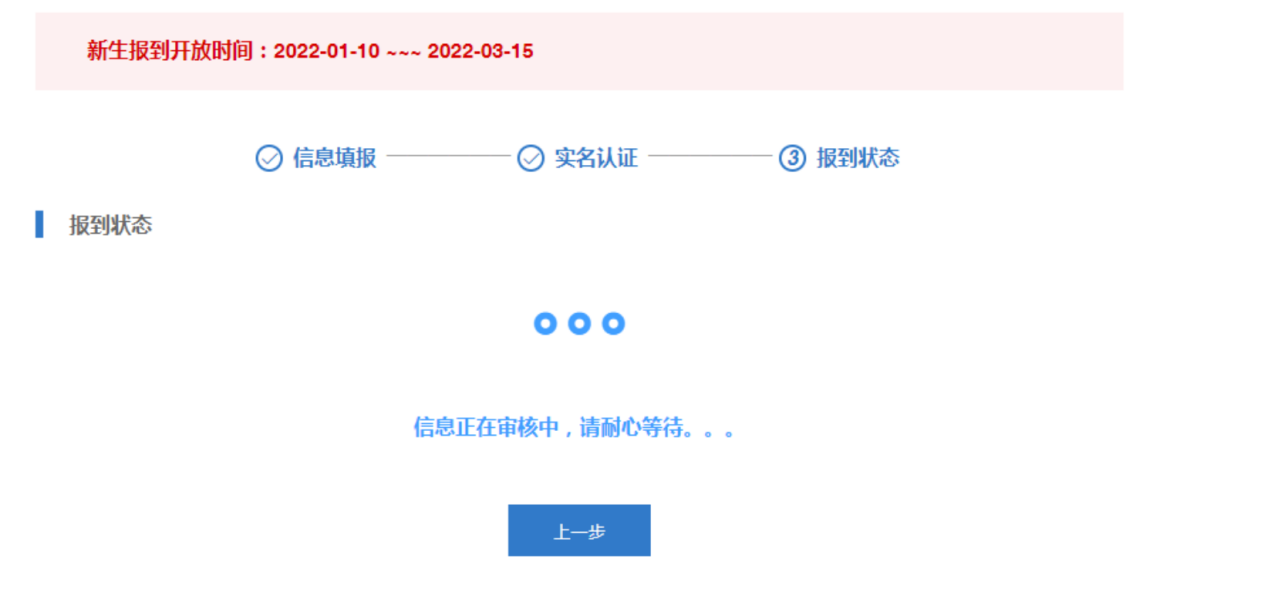 新生报到开放时间：2022-01-10 ~~~ 2022-03-15
信息填报 实名认证 3 报到状态
报到状态
信息正在审核中，请耐心等待。。。
上一步